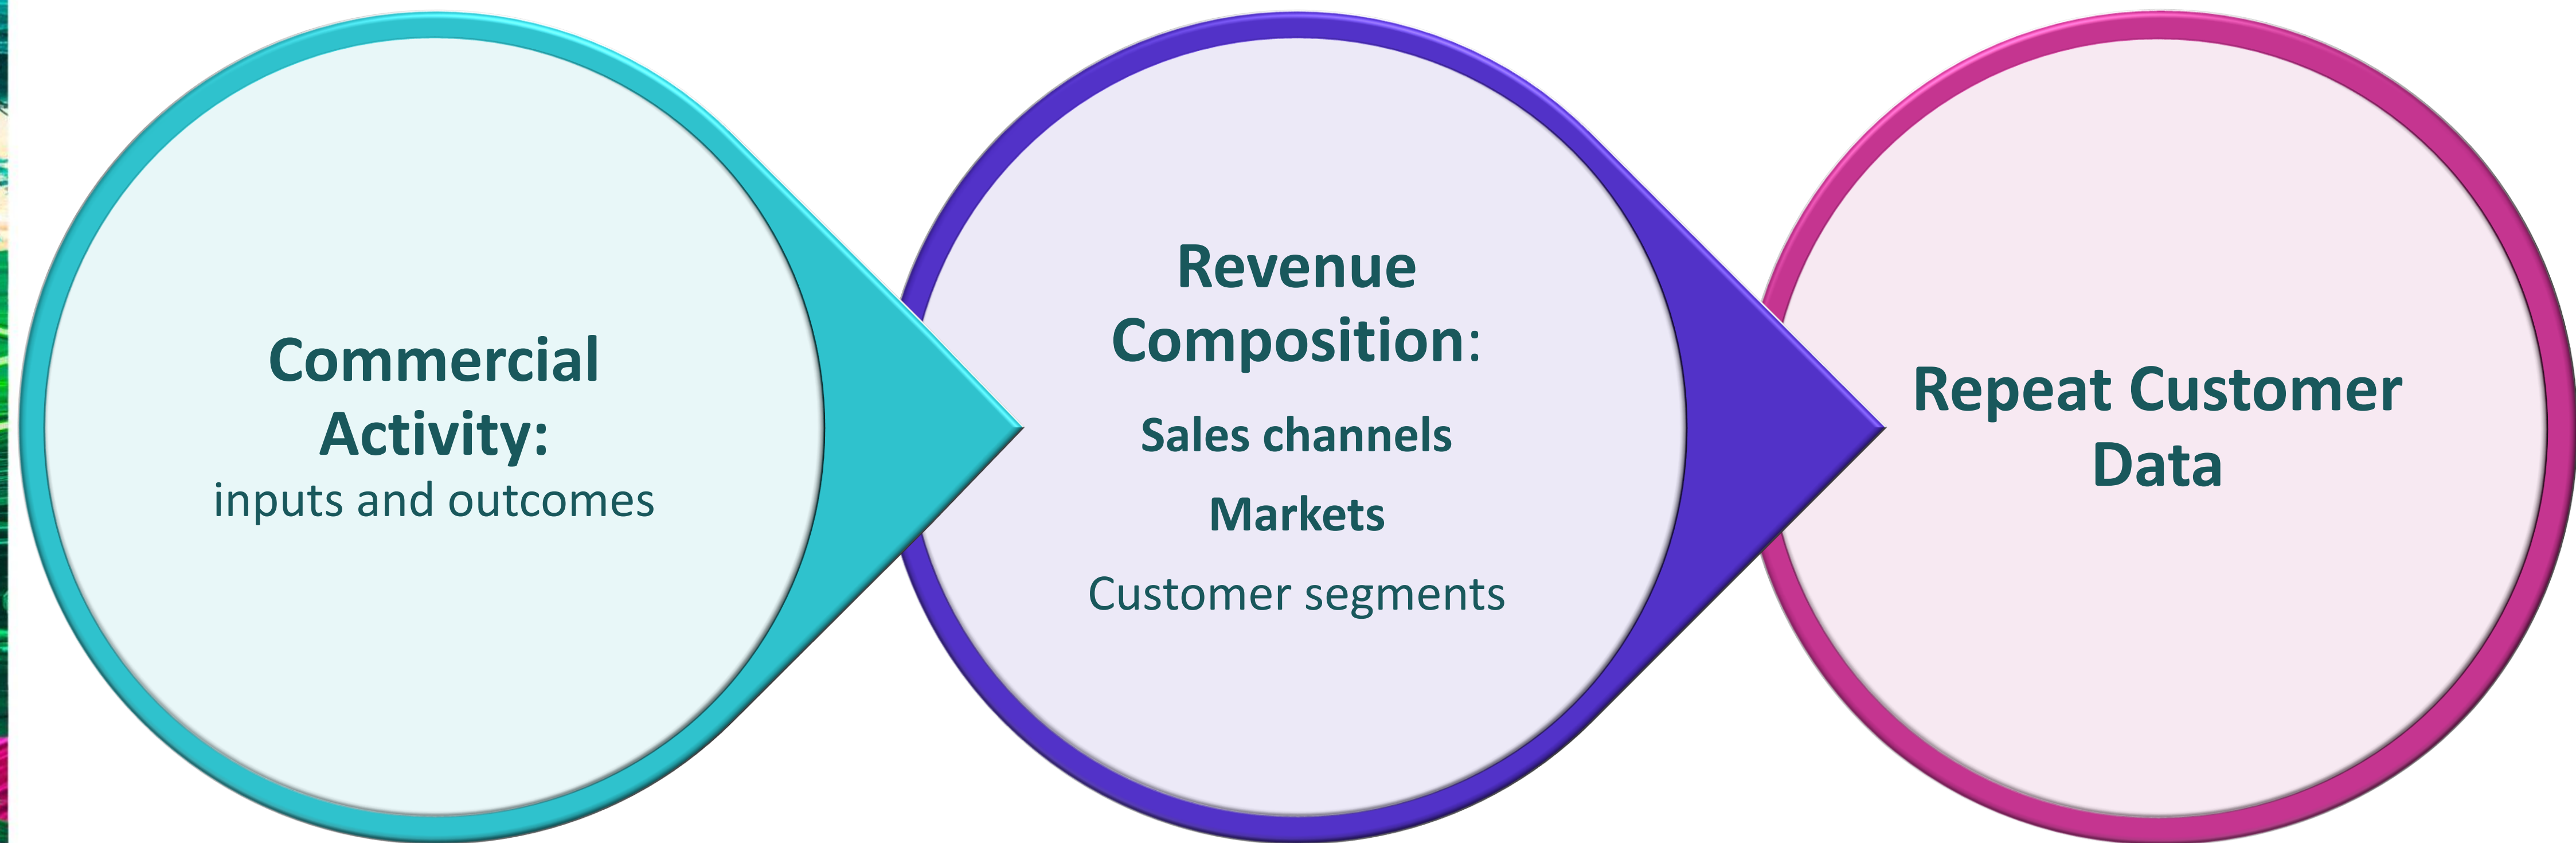 Commercial
Activity:
inputs and outcomes
Revenue
Composition:
Sales channels
Markets
Customer segments
Repeat Customer
Data